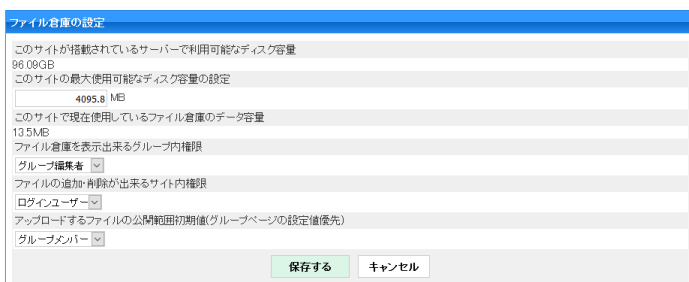 ファイル倉庫の設定
このサイトが搭載されているサーバーで利用可能なディスク容量
96.09GB
このサイトの最大使用可能なディスク容量の設定
4095.8 MB
このサイトで現在使用しているファイル倉庫のデータ容量
13.5MB
ファイル倉庫を表示出来るグループ内権限
グループ編集者
ファイルの追加・削除が出来るサイト内権限
ログインユーザー
アップロードするファイルの公開範囲初期値(グループページの設定値優先)
グループメンバー
保存する キャンセル